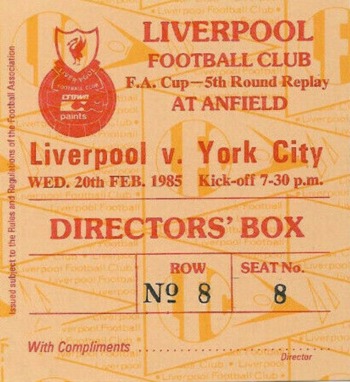 LIVERPOOL
FOOTBALL CLUB
F.A. Cup—5th Round Replay
AT ANFIELD
crown
paints
Liverpool v. York City
WED. 20th FEB. 1985 Kick-off 7-30 p.m.
DIRECTORS' BOX
ROW
SEAT No.
No 8
8
With Compliments
Director
Issued subject to the Rules and Regulations of the Football Association